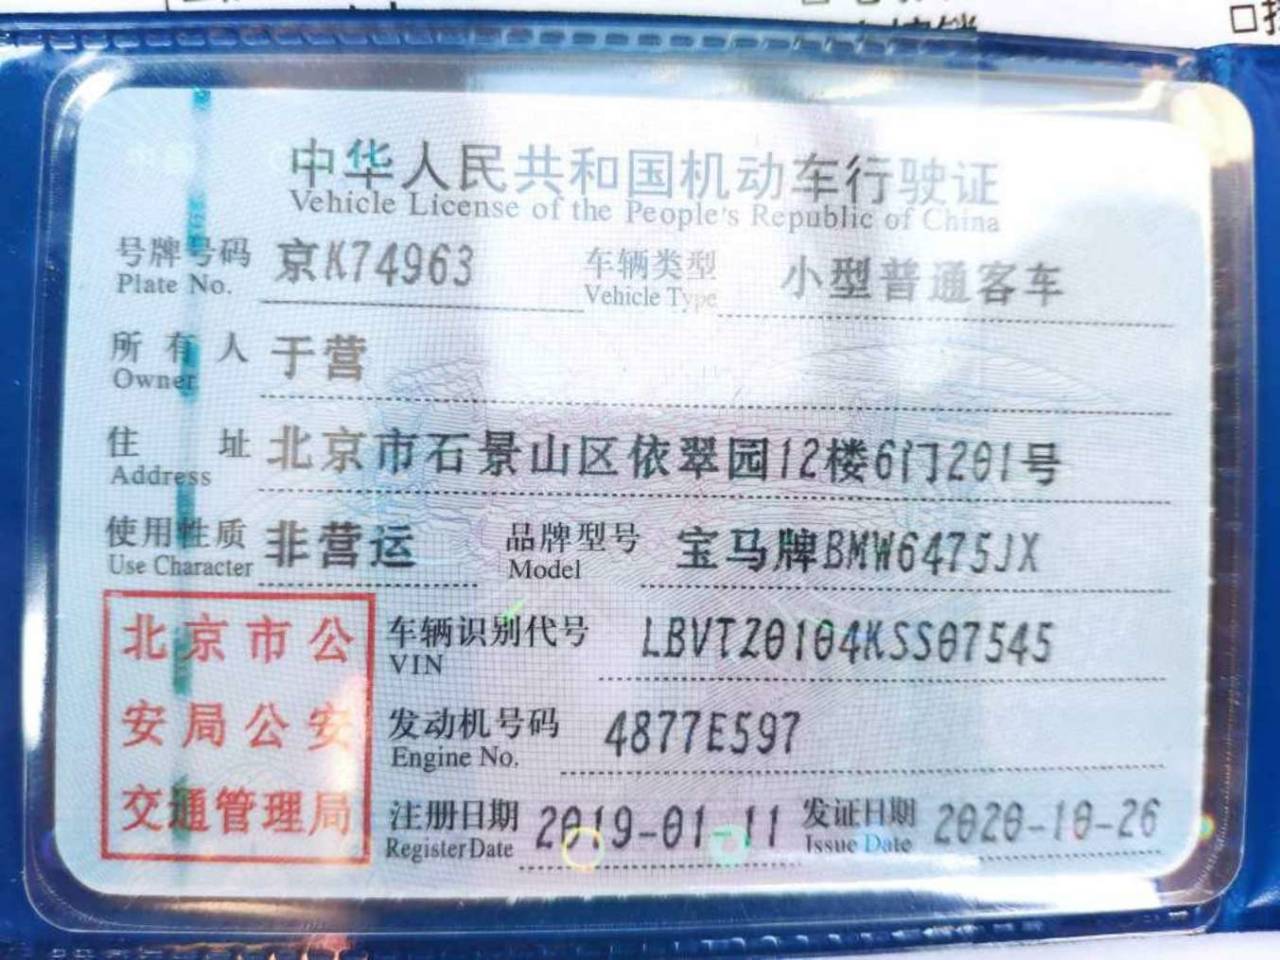 中华人民共和国机动车行驶证
Vehicle License of the People's Republic of China
号牌号码 京K74963 车辆类型 小型普通客车
Plate No. Vehicle Type
所有人 于营
Owner
住址 北京市石景山区依翠园12楼6门201号
Address
使用性质 非营运 品牌型号 宝马牌BMW6475JX
Use Character Model
车辆识别代号 LBVTZ0104KSS07545
VIN
发动机号码 4877E597
Engine No.
注册日期 2019-01-11 发证日期 2020-10-26
Register Date Issue Date
北京市公
安局公安
交通管理局